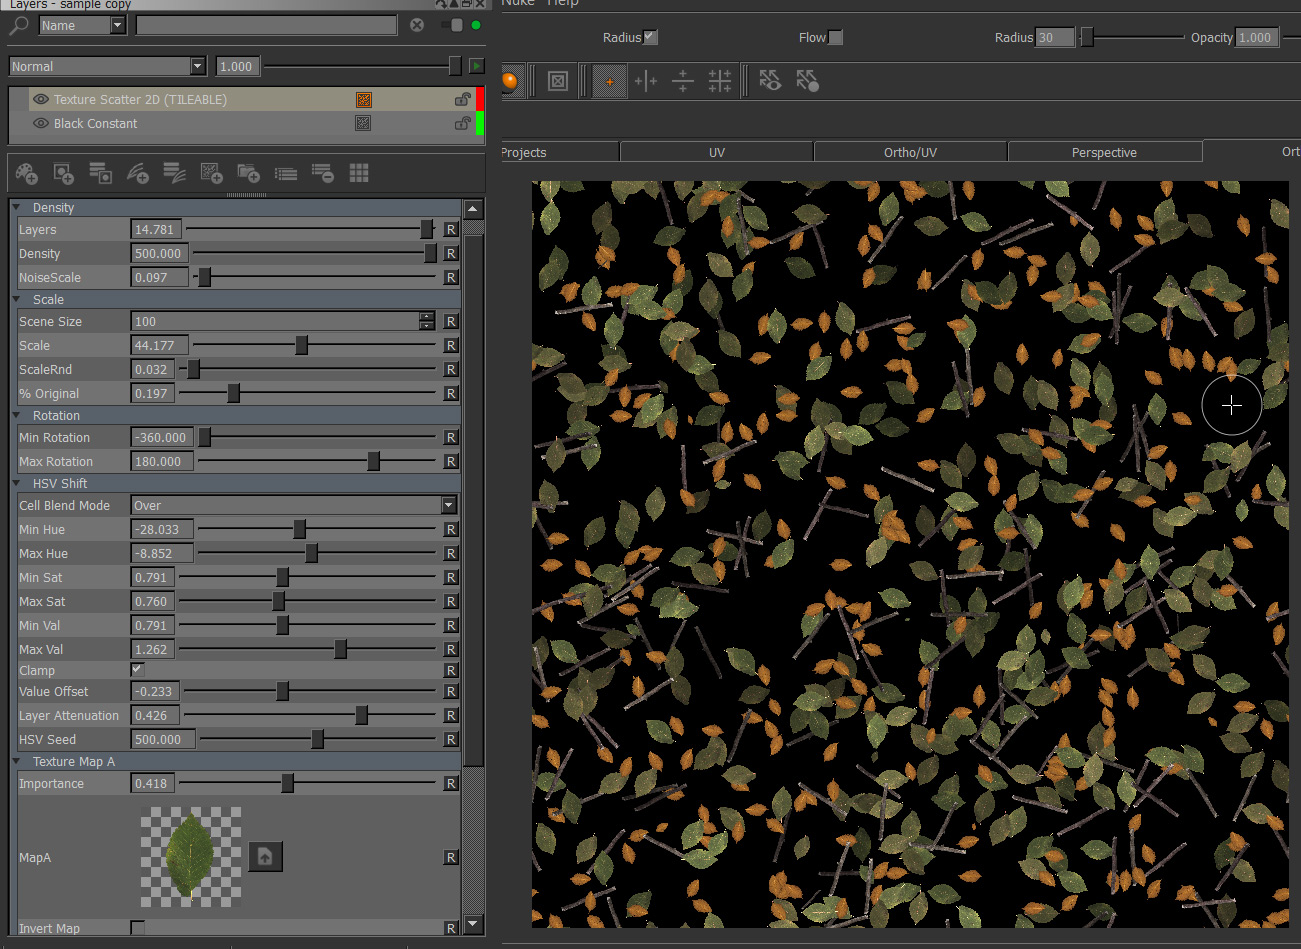 Layers - sample copy
Nuke Help
Name
Radius
Flow
Radius 30
Opacity 1.000
Normal 1.000
Texture Scatter 2D (TILEABLE)
Black Constant
Projects
UV
Ortho/UV
Perspective
Ort
Density
Layers 14.781 R
Density 500.000 R
NoiseScale 0.097 R
Scale
Scene Size 100 R
Scale 44.177 R
ScaleRnd 0.032 R
% Original 0.197 R
Rotation
Min Rotation -360.000 R
Max Rotation 180.000 R
HSV Shift
Cell Blend Mode Over
Min Hue -28.033 R
Max Hue -8.852 R
Min Sat 0.791 R
Max Sat 0.760 R
Min Val 0.791 R
Max Val 1.262 R
Clamp R
Value Offset -0.233 R
Layer Attenuation 0.426 R
HSV Seed 500.000 R
Texture Map A
Importance 0.418 R
MapA R
Invert Map R